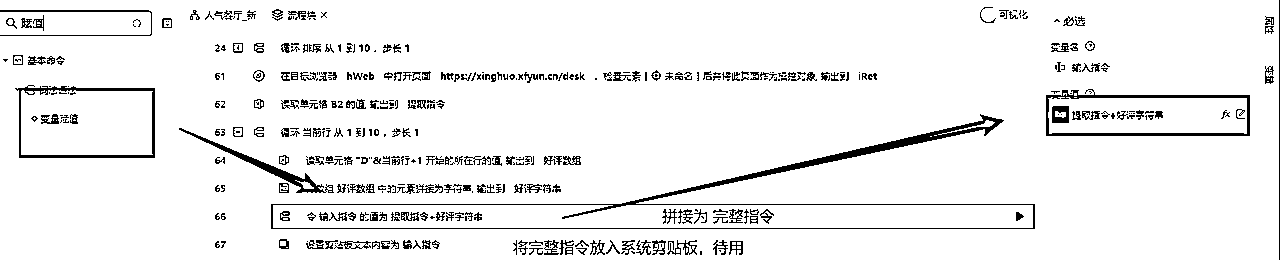 赋值
人气餐厅_新
流程块 ×
可视化
必选
属性
变量
变量名
输入指令
变量值
提取指令+好评字符串
fx
基本命令
词法语法
变量赋值
24 循环 排序 从 1 到 10 ，步长 1
61 在目标浏览器 hWeb 中打开页面 https://xinghuo.xfyun.cn/desk ，检查元素 [ 未命名 ] 后并将此页面作为操控对象, 输出到 iRet
62 读取单元格 B2 的值, 输出到 提取指令
63 循环 当前行 从 1 到 10 ，步长 1
64 读取单元格 "D"&当前行+1 开始的所在行的值, 输出到 好评数组
65 数组 好评数组 中的元素拼接为字符串, 输出到 好评字符串
66 令 输入指令 的值为 提取指令+好评字符串
拼接为 完整指令
67 设置剪贴板文本内容为 输入指令
将完整指令放入系统剪贴板，待用